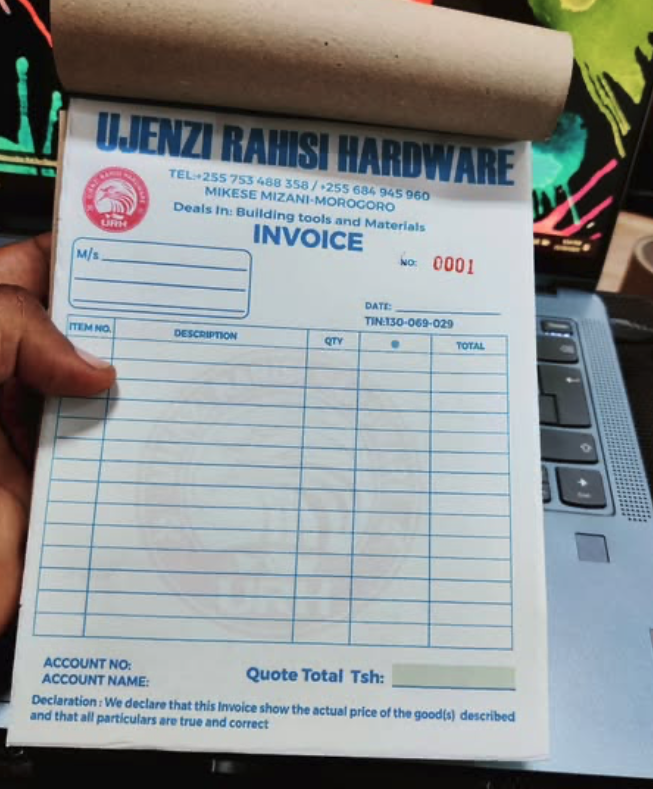 UJENZI RAHISI HARDWARE
TEL:+255 753 488 358 / +255 684 945 960
MIKESE MIZANI-MOROGORO
Deals In: Building tools and Materials
URH
INVOICE
M/s
NO: 0001
DATE:
TIN:130-069-029
ITEM NO. DESCRIPTION QTY @ TOTAL
URH
ACCOUNT NO:
ACCOUNT NAME:
Quote Total Tsh:
Declaration : We declare that this Invoice show the actual price of the good(s) described
and that all particulars are true and correct